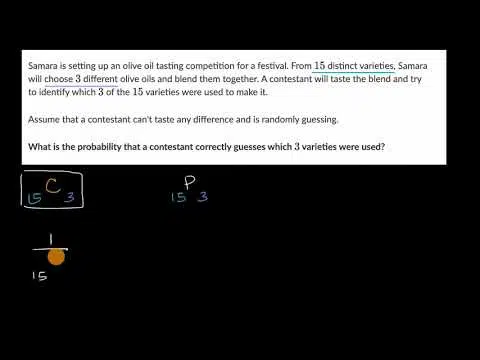 Samara is setting up an olive oil tasting competition for a festival. From 15 distinct varieties, Samara
will choose 3 different olive oils and blend them together. A contestant will taste the blend and try
to identify which 3 of the 15 varieties were used to make it.
Assume that a contestant can't taste any difference and is randomly guessing.
What is the probability that a contestant correctly guesses which 3 varieties were used?
15 C 3 15 P 3
1
15